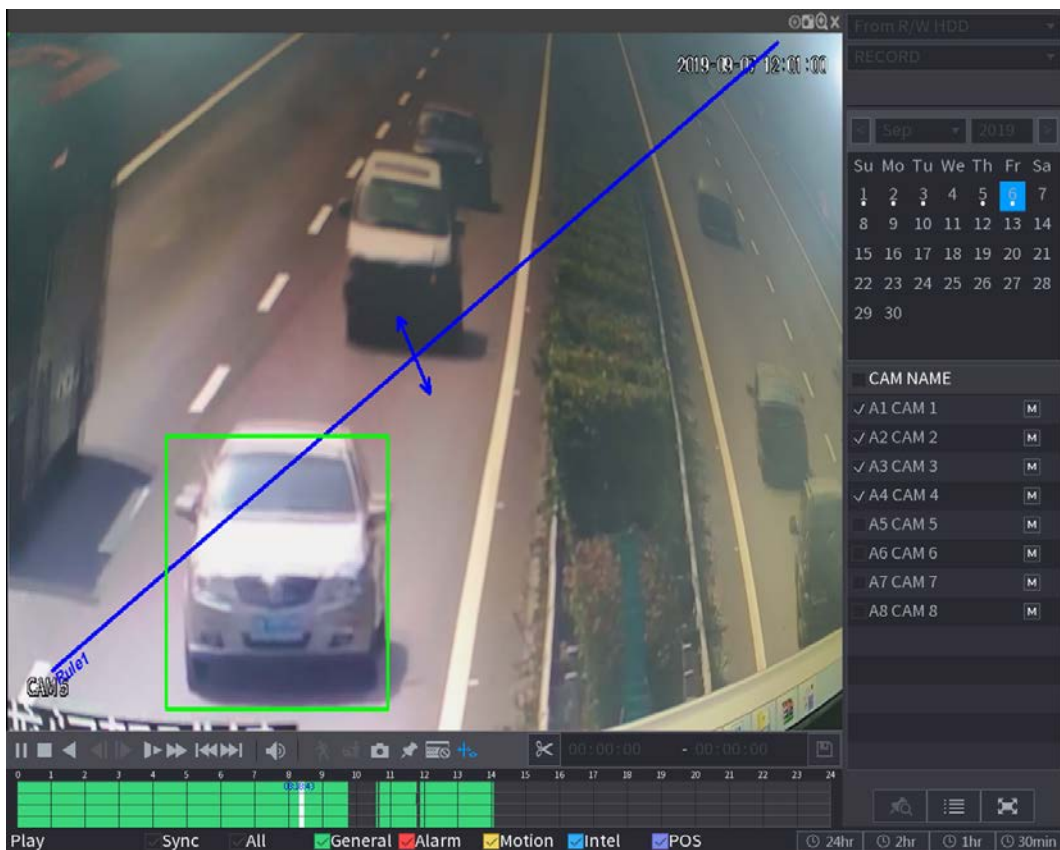 From R/W HDD
2019-09-07 12:01:00
RECORD
< Sep 2019 >
Su Mo Tu We Th Fr Sa
1 2 3 4 5 6 7
8 9 10 11 12 13 14
15 16 17 18 19 20 21
22 23 24 25 26 27 28
29 30
CAM NAME
A1 CAM 1 M
A2 CAM 2 M
A3 CAM 3 M
A4 CAM 4 M
A5 CAM 5 M
A6 CAM 6 M
A7 CAM 7 M
A8 CAM 8 M
Rule1
CAM 5
00:00:00 - 00:00:00
0 1 2 3 4 5 6 7 8 9 10 11 12 13 14 15 16 17 18 19 20 21 22 23 24
Play Sync All General Alarm Motion Intel POS 24hr 2hr 1hr 30min